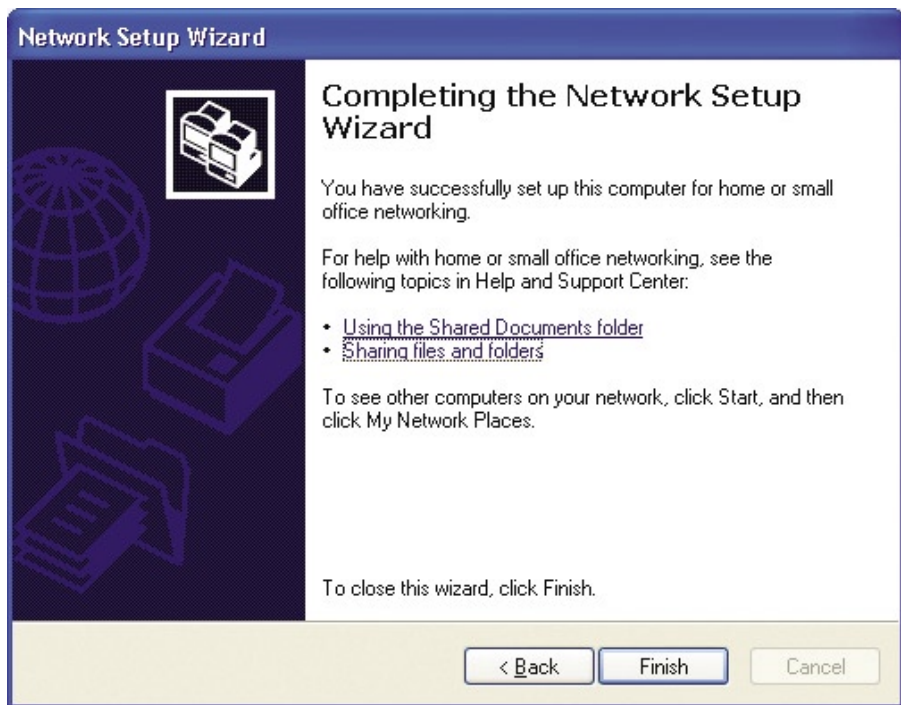 Network Setup Wizard
Completing the Network Setup
Wizard
You have successfully set up this computer for home or small
office networking.
For help with home or small office networking, see the
following topics in Help and Support Center:
• Using the Shared Documents folder
• Sharing files and folders
To see other computers on your network, click Start, and then
click My Network Places.
To close this wizard, click Finish.
< Back
Finish
Cancel